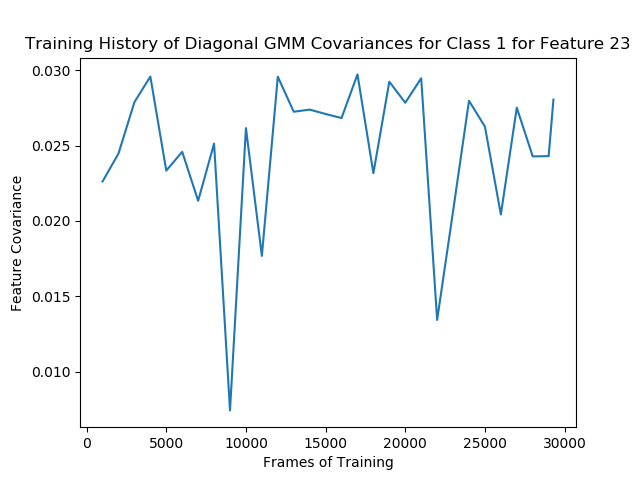 Training History of Diagonal GMM Covariances for Class 1 for Feature 23
0.030
0.025
0.020
0.015
0.010
Feature Covariance
0 5000 10000 15000 20000 25000 30000
Frames of Training